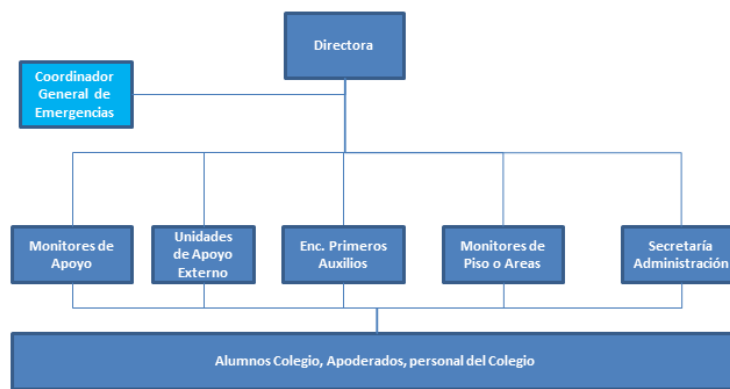 Directora
Coordinador
General de
Emergencias
Monitores de
Apoyo
Unidades
de Apoyo
Externo
Enc. Primeros
Auxilios
Monitores de
Piso o Areas
Secretaría
Administración
Alumnos Colegio, Apoderados, personal del Colegio